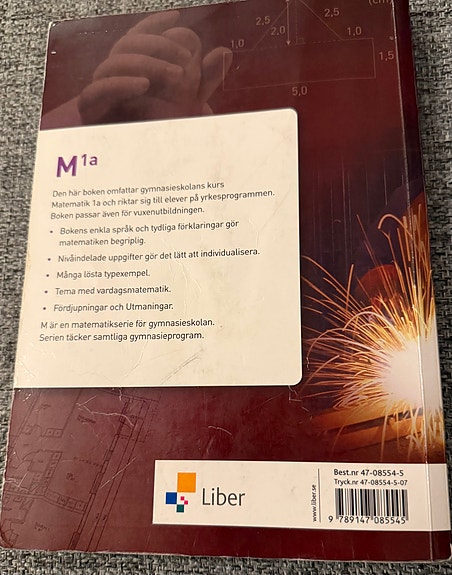 (cm)
2,5
2,5
2,0
1,0
1,0
1,5
5,0
M1a
Den här boken omfattar gymnasieskolans kurs
Matematik 1a och riktar sig till elever på yrkesprogrammen.
Boken passar även för vuxenutbildningen.
• Bokens enkla språk och tydliga förklaringar gör
matematiken begriplig.
• Nivåindelade uppgifter gör det lätt att individualisera.
• Många lösta typexempel.
• Tema med vardagsmatematik.
• Fördjupningar och Utmaningar.
M är en matematikserie för gymnasieskolan.
Serien täcker samtliga gymnasieprogram.
Liber
www.liber.se
Best.nr 47-08554-5
Tryck.nr 47-08554-5-07
9 789147 085545